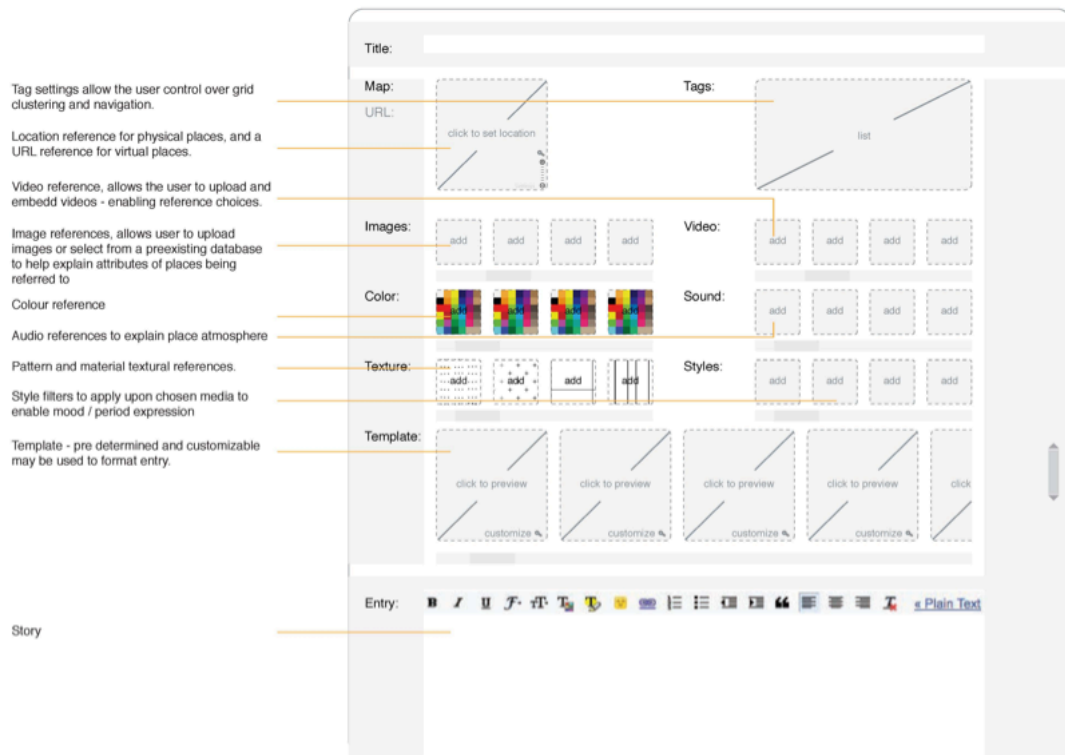 Title:
Tag settings allow the user control over grid
clustering and navigation.
Location reference for physical places, and a
URL reference for virtual places.
Video reference, allows the user to upload and
embedd videos - enabling reference choices.
Image references, allows user to upload
images or select from a preexisting database
to help explain attributes of places being
referred to
Colour reference
Audio references to explain place atmosphere
Pattern and material textural references.
Style filters to apply upon chosen media to
enable mood / period expression
Template - pre determined and customizable
may be used to format entry.
Story
Map:
URL:
click to set location
Tags:
list
Images:
add add add add
Video:
add add add add
Color:
add add add add
Sound:
add add add add
Texture:
add add add add
Styles:
add add add add
Template:
click to preview click to preview click to preview click to preview click
customize customize customize customize
Entry: B I U F T T T « Plain Text